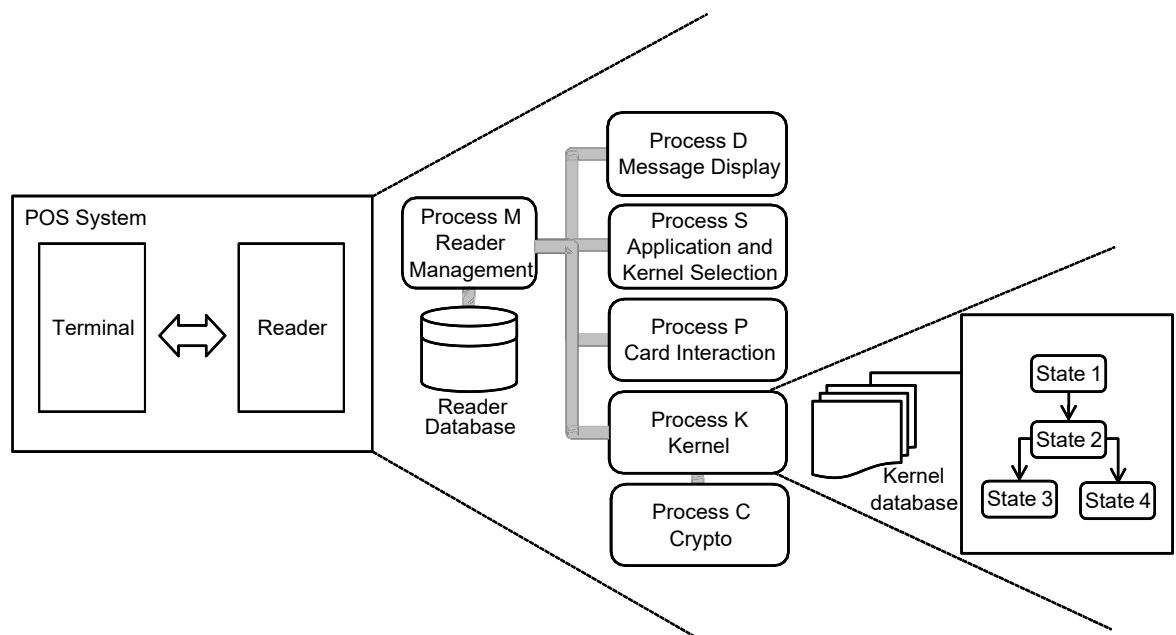 POS System
Terminal
Reader
Process M
Reader
Management
Reader
Database
Process D
Message Display
Process S
Application and
Kernel Selection
Process P
Card Interaction
Process K
Kernel
Process C
Crypto
Kernel
database
State 1
State 2
State 3
State 4